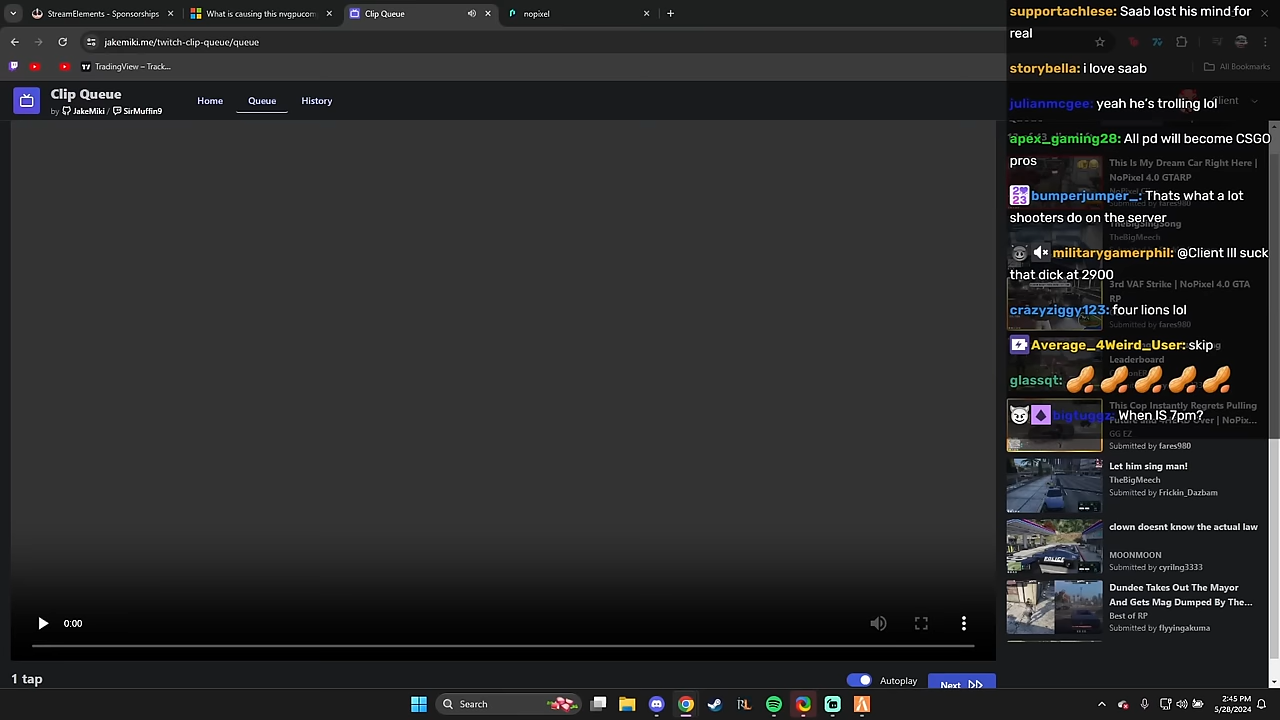 StreamElements - Sponsorships
What is causing this nvgpucom
Clip Queue
nopixel
jakemiki.me/twitch-clip-queue/queue
TradingView – Track...
All Bookmarks
Clip Queue
by JakeMiki / SirMuffin9
Home
Queue
History
Client
supportachlese: Saab lost his mind for
real
storybella: i love saab
julianmcgee: yeah he's trolling lol
apex_gaming28: All pd will become CSGO
pros
This Is My Dream Car Right Here |
NoPixel 4.0 GTARP
bumperjumper_: Thats what a lot
shooters do on the server
TheBigMeech
militarygamerphil: @Client Ill suck
that dick at 2900
3rd VAF Strike | NoPixel 4.0 GTA
RP
crazyziggy123: four lions lol
Submitted by fares980
Average_4Weird_User: skip
Leaderboard
glassqt:
This Cop Instantly Regrets Pulling
bigfuggz: When IS 7pm?
GG EZ
Submitted by fares980
Let him sing man!
TheBigMeech
Submitted by Frickin_Dazbam
clown doesnt know the actual law
MOONMOON
Submitted by cyrilng3333
Dundee Takes Out The Mayor
And Gets Mag Dumped By The...
Best of RP
Submitted by flyyingakuma
0:00
1 tap
Autoplay
Next
Search
2:45 PM
5/28/2024